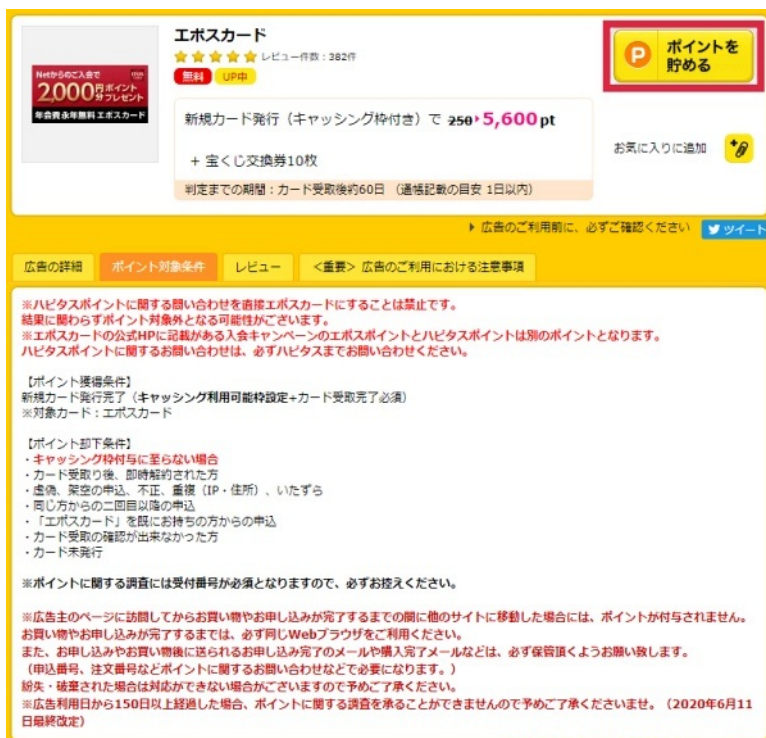 エポスカード
レビュー件数：382件
無料 UP中
Netからのご入会で
2,000円ポイント分プレゼント
年会費永年無料 エポスカード
新規カード発行（キャッシング枠付き）で 250 5,600 pt
+ 宝くじ交換券10枚
判定までの期間：カード受取後約60日 （通帳記載の目安 1日以内）
P ポイントを
貯める
お気に入りに追加
広告のご利用前に、必ずご確認ください ツイート
広告の詳細 ポイント対象条件 レビュー <重要> 広告のご利用における注意事項
※ハピタスポイントに関する問い合わせを直接エポスカードにすることは禁止です。
結果に関わらずポイント対象外となる可能性がございます。
※エポスカードの公式HPに記載がある入会キャンペーンのエポスポイントとハピタスポイントは別のポイントとなります。
ハピタスポイントに関するお問い合わせは、必ずハピタスまでお問い合わせください。
【ポイント獲得条件】
新規カード発行完了（キャッシング利用可能枠設定+カード受取完了必須）
※対象カード：エポスカード
【ポイント却下条件】
・キャッシング枠付与に至らない場合
・カード受取り後、即時解約された方
・虚偽、架空の申込、不正、重複（IP・住所）、いたずら
・同じ方からの二回目以降の申込
・「エポスカード」を既にお持ちの方からの申込
・カード受取の確認が出来なかった方
・カード未発行
※ポイントに関する調査には受付番号が必須となりますので、必ずお控えください。
※広告主のページに訪問してからお買い物やお申し込みが完了するまでの間に他のサイトに移動した場合には、ポイントが付与されません。
お買い物やお申し込みが完了するまでは、必ず同じWebブラウザをご利用ください。
また、お申し込みやお買い物後に送られるお申し込み完了のメールや購入完了メールなどは、必ず保管頂くようお願い致します。
（申込番号、注文番号などポイントに関するお問い合わせなどで必要になります。）
紛失・破棄された場合は対応ができない場合がございますので予めご了承ください。
※広告利用日から150日以上経過した場合、ポイントに関する調査を承ることができませんので予めご了承くださいませ。（2020年6月11
日最終改定）